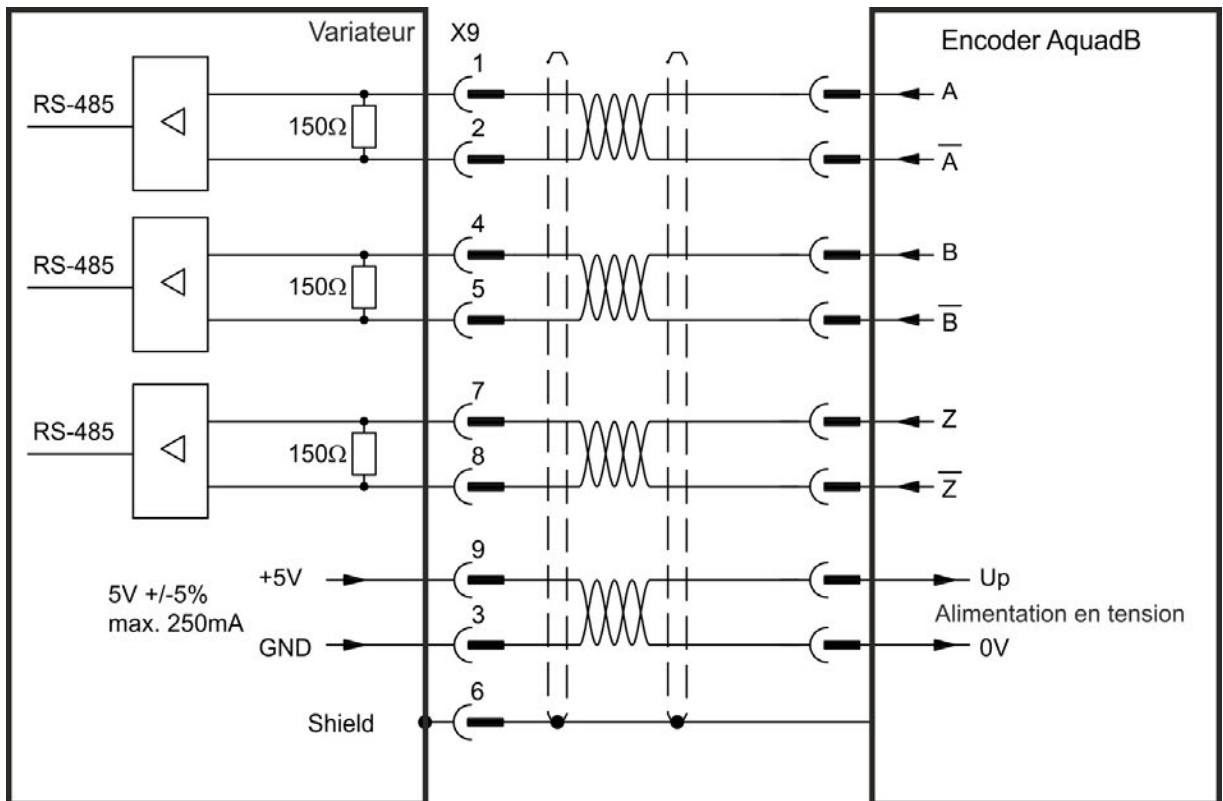 Variateur
X9
Encoder AquadB
1
RS-485
A
150Ω
2
A̅
4
RS-485
B
150Ω
5
B̅
7
RS-485
Z
150Ω
8
Z̅
9
+5V
Up
5V +/-5%
max. 250mA
Alimentation en tension
3
GND
0V
6
Shield